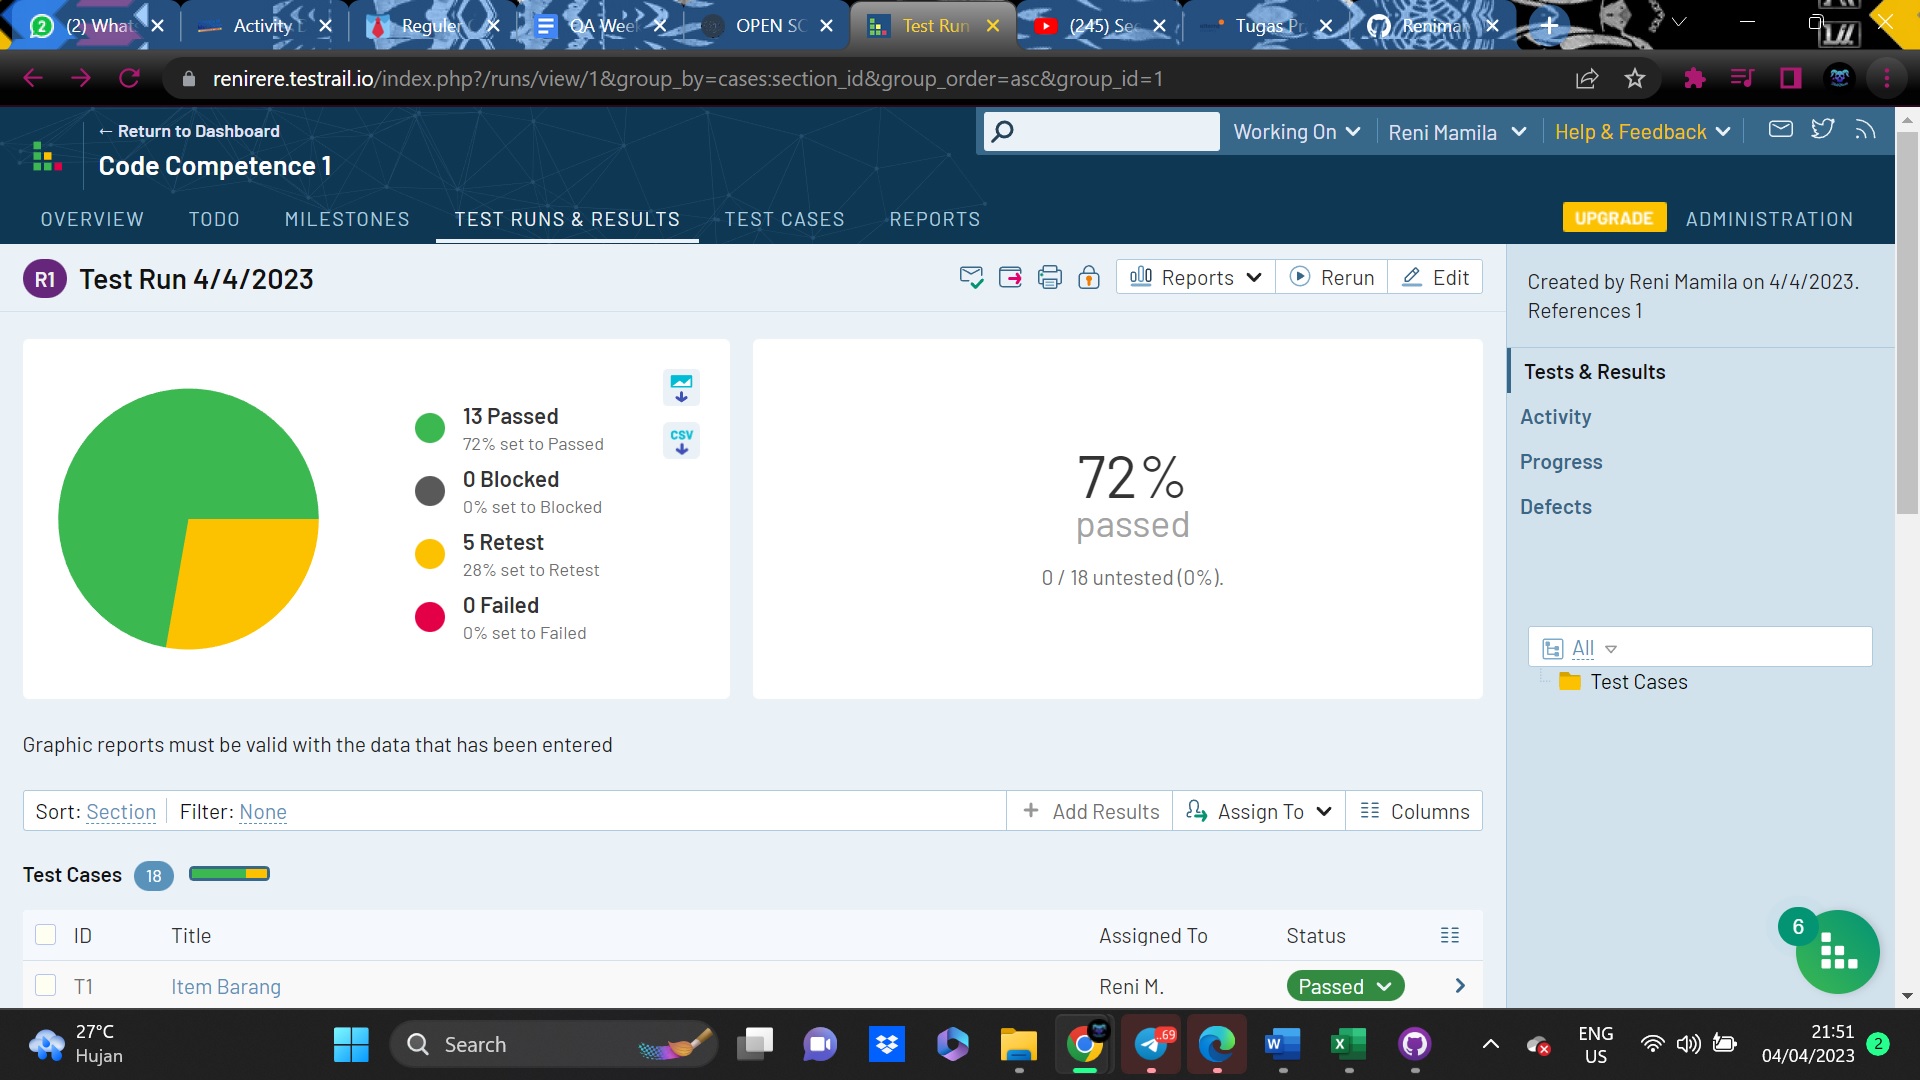 (2) What
Activity
Reguler
QA Wee
OPEN SO
Test Run
(245) Se
Tugas Pr
Reniman
renirere.testrail.io/index.php?/runs/view/1&group_by=cases:section_id&group_order=asc&group_id=1
← Return to Dashboard
Code Competence 1
Working On
Reni Mamila
Help & Feedback
OVERVIEW
TODO
MILESTONES
TEST RUNS & RESULTS
TEST CASES
REPORTS
UPGRADE
ADMINISTRATION
R1
Test Run 4/4/2023
Reports
Rerun
Edit
Created by Reni Mamila on 4/4/2023.
References 1
13 Passed
72% set to Passed
0 Blocked
0% set to Blocked
5 Retest
28% set to Retest
0 Failed
0% set to Failed
CSV
72%
passed
0 / 18 untested (0%).
Tests & Results
Activity
Progress
Defects
All
Test Cases
Graphic reports must be valid with the data that has been entered
Sort: Section
Filter: None
+ Add Results
Assign To
Columns
Test Cases 18
ID
Title
Assigned To
Status
T1
Item Barang
Reni M.
Passed
6
27°C
Hujan
Search
69
ENG
US
21:51
04/04/2023
2